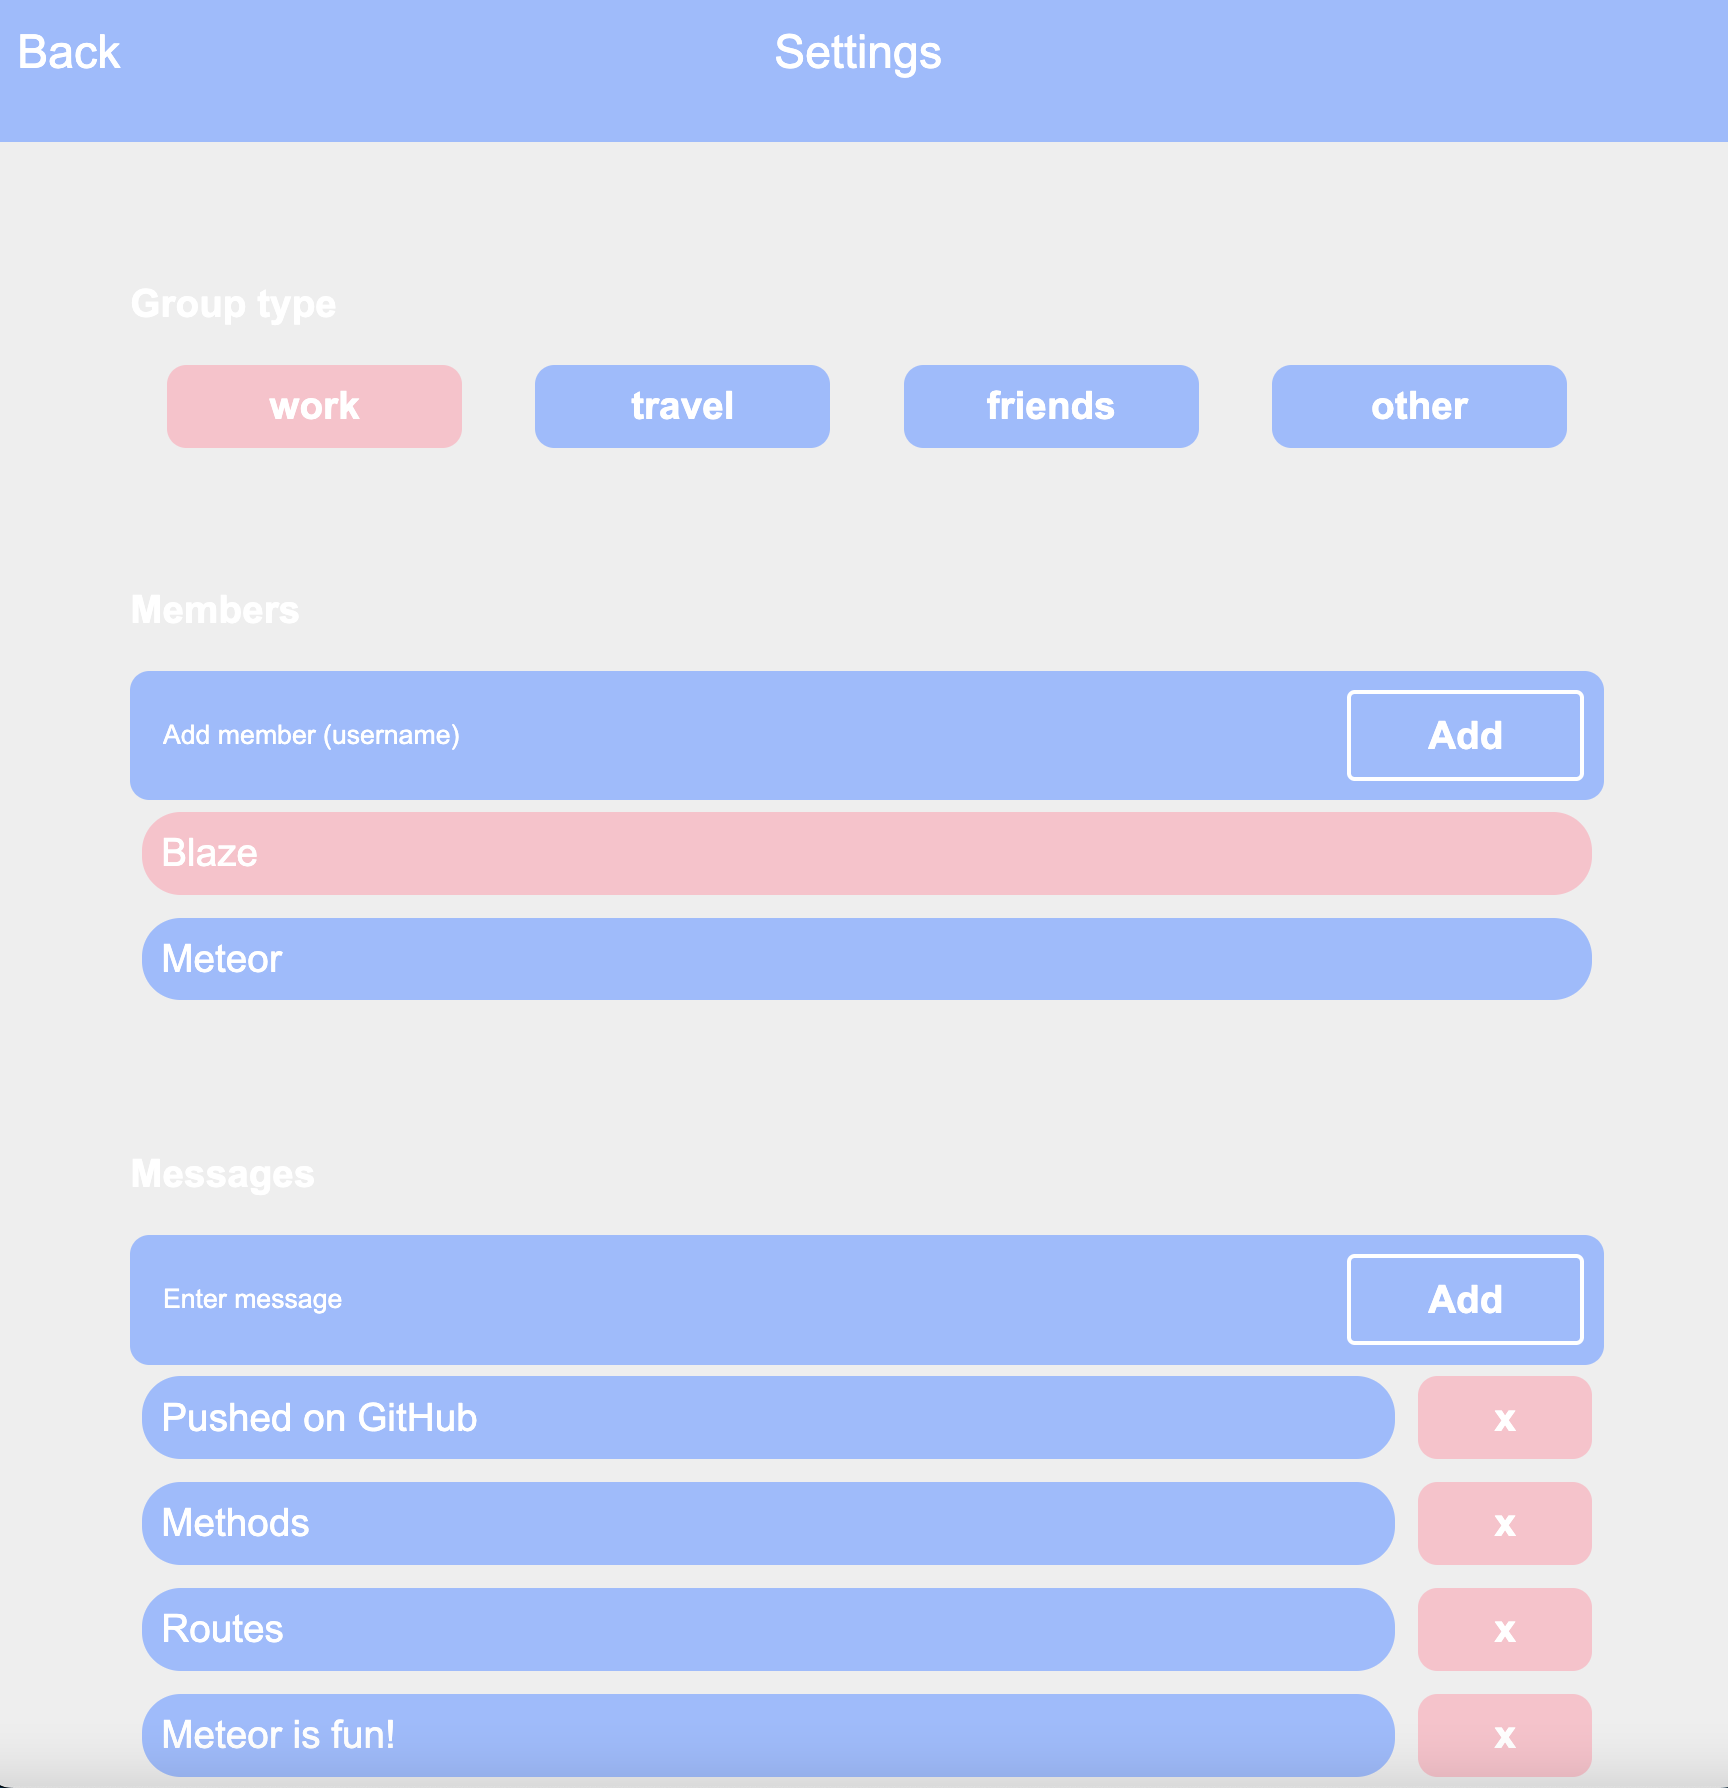 Back
Settings
Group type
work
travel
friends
other
Members
Add member (username)
Add
Blaze
Meteor
Messages
Enter message
Add
Pushed on GitHub
x
Methods
x
Routes
x
Meteor is fun!
x